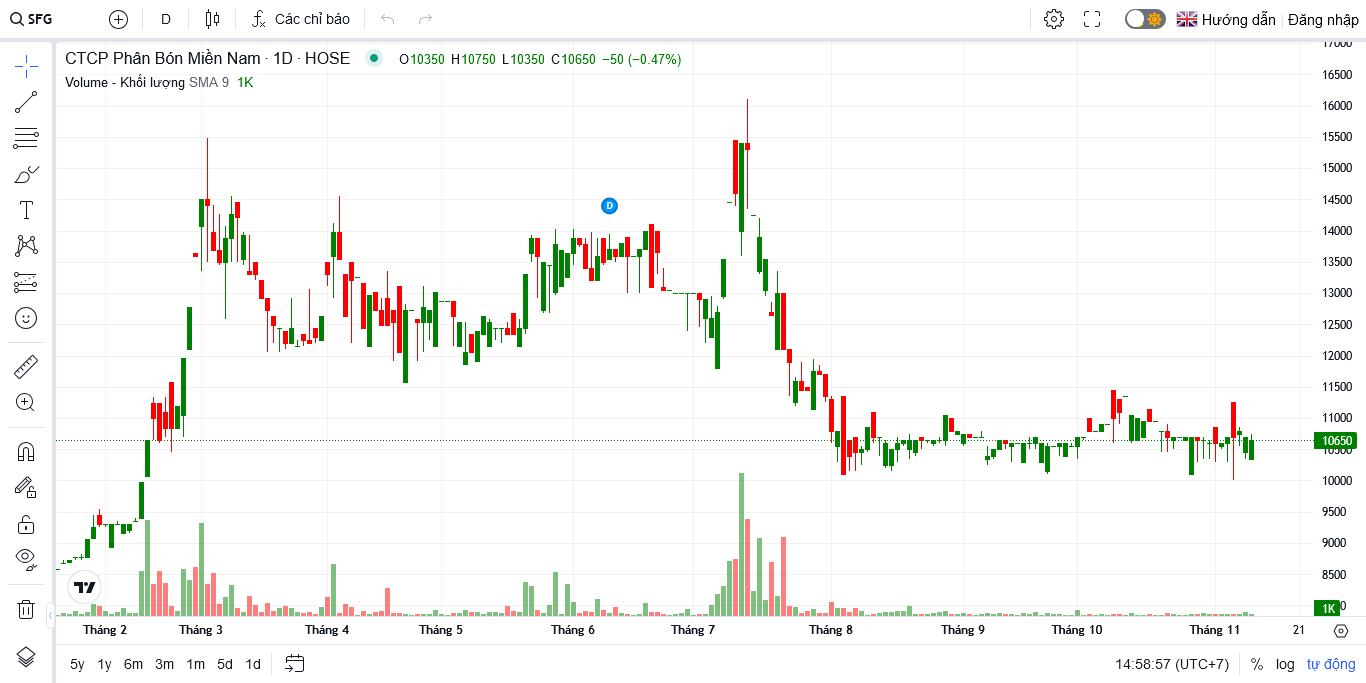 SFG D Các chỉ báo Hướng dẫn Đăng nhập
CTCP Phân Bón Miền Nam · 1D · HOSE O10350 H10750 L10350 C10650 −50 (−0.47%)
Volume - Khối lượng SMA 9 1K
D
17000
16500
16000
15500
15000
14500
14000
13500
13000
12500
12000
11500
11000
10650
10500
10000
9500
9000
8500
1K
Tháng 2 Tháng 3 Tháng 4 Tháng 5 Tháng 6 Tháng 7 Tháng 8 Tháng 9 Tháng 10 Tháng 11 21
5y 1y 6m 3m 1m 5d 1d 14:58:57 (UTC+7) % log tự động